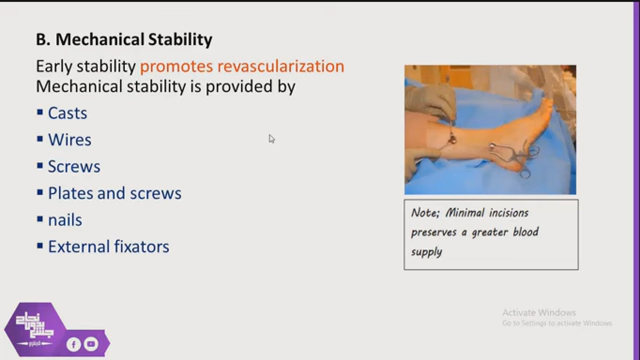 B. Mechanical Stability
Early stability promotes revascularization
Mechanical stability is provided by
▪ Casts
▪ Wires
▪ Screws
▪ Plates and screws
▪ nails
▪ External fixators
Note; Minimal incisions
preserves a greater blood
supply
Activate Windows
Go to Settings to activate Windows.